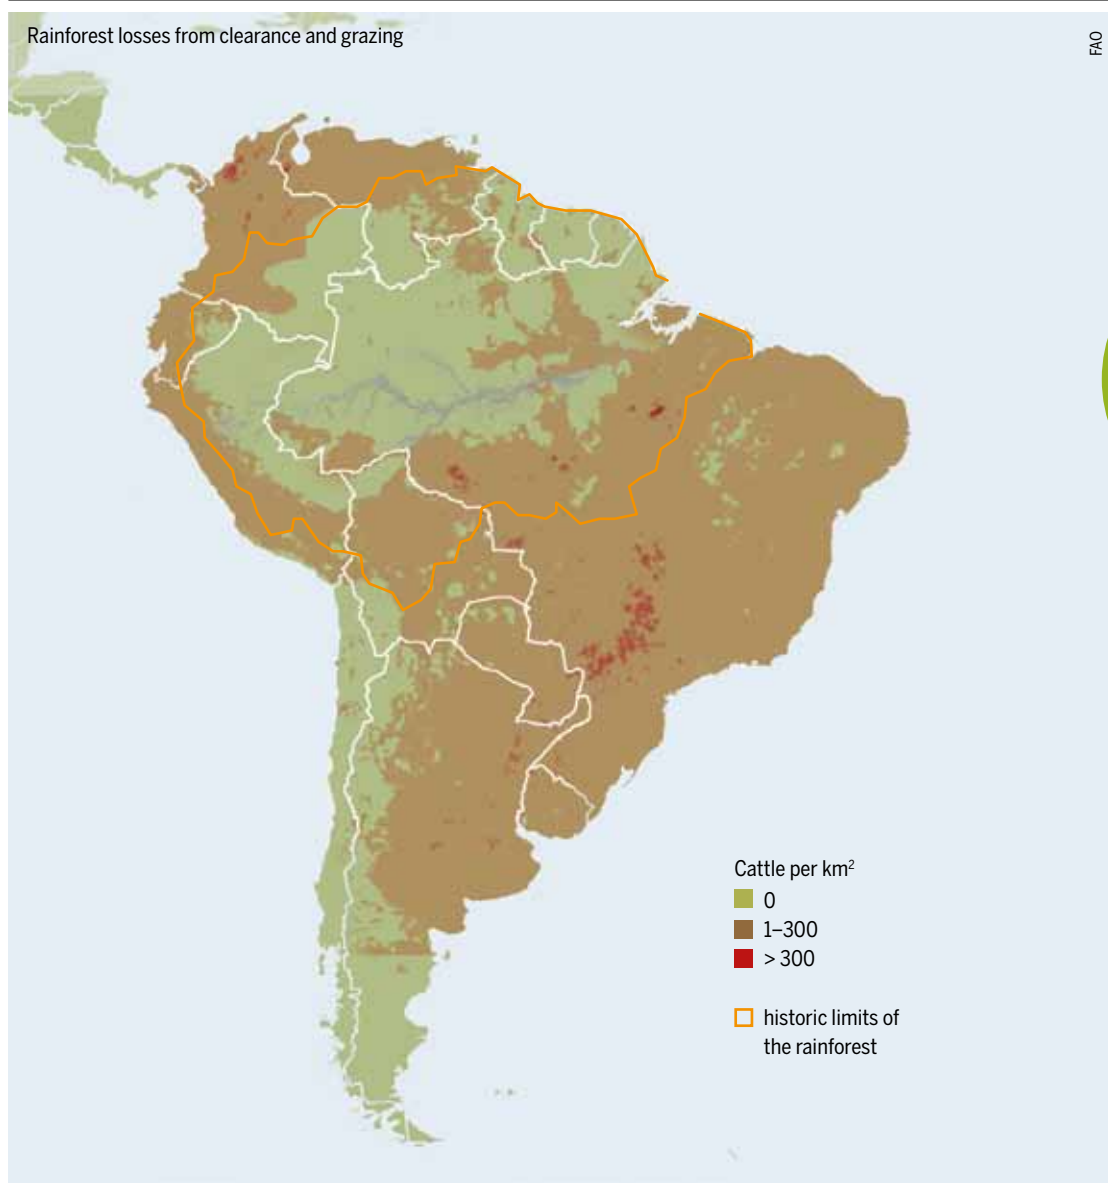 Rainforest losses from clearance and grazing
FAO
Cattle per km²
0
1–300
> 300
historic limits of
the rainforest